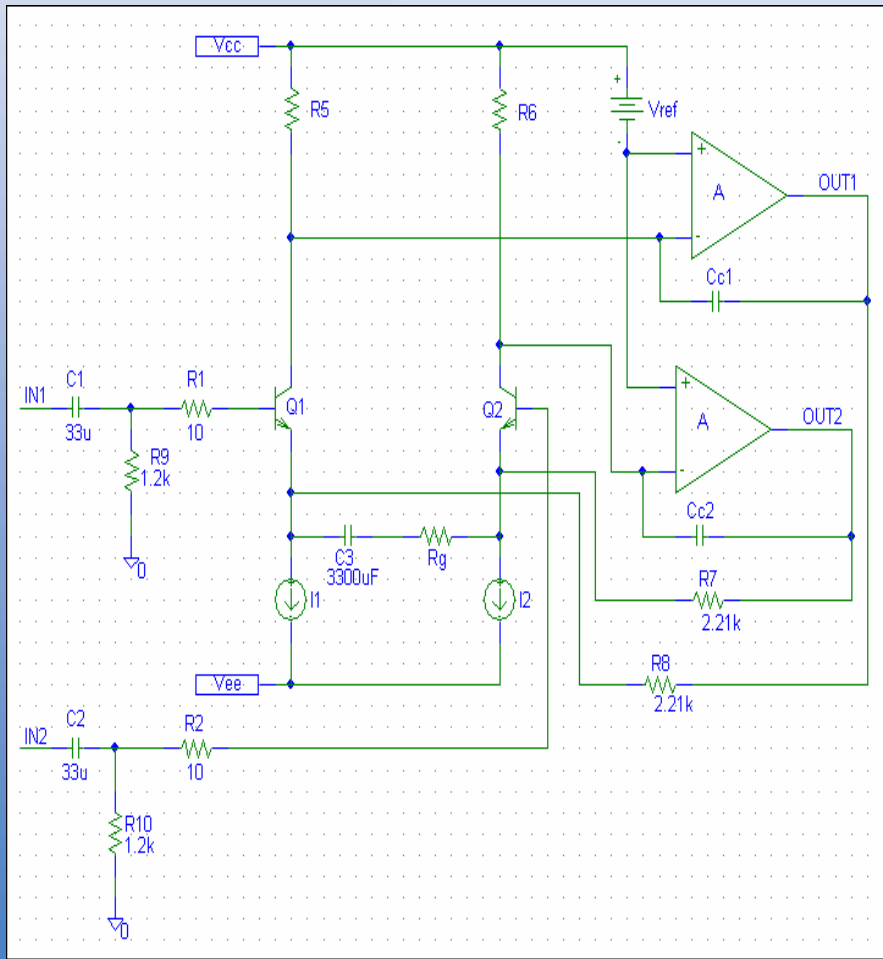 Vcc
R5
R6
+
Vref
-
+
A
OUT1
-
Cc1
C1
R1
IN1
33u
10
Q1
Q2
+
A
OUT2
-
R9
1.2k
Cc2
C3
3300uF
Rg
0
I1
I2
R7
2.21k
R8
2.21k
Vee
C2
R2
IN2
33u
10
R10
1.2k
0